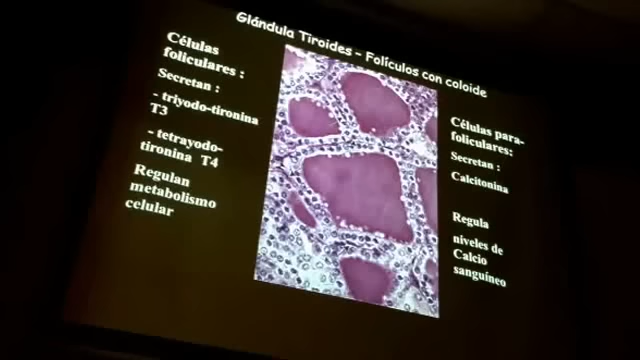 Glándula Tiroides - Folículos con coloide
Células
foliculares :
Secretan :
- triyodo-tironina
T3
- tetrayodo-
tironina T4
Regulan
metabolismo
celular
Células para-
foliculares:
Secretan :
Calcitonina
Regula
niveles de
Calcio
sanguíneo